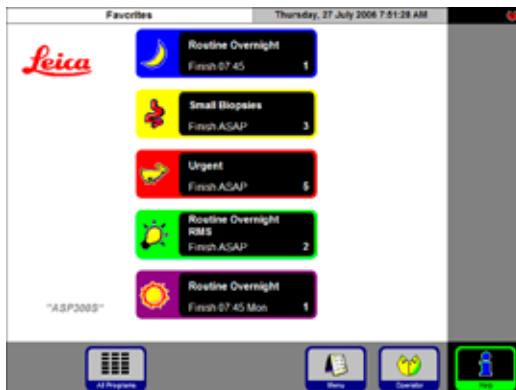 Favorites
Thursday, 27 July 2006 7:51:28 AM
Leica
Routine Overnight
Finish 07:45 1
Small Biopsies
Finish ASAP 3
Urgent
Finish ASAP 5
Routine Overnight
RMS
Finish ASAP 2
Routine Overnight
Finish 07:45 Mon 1
"ASP300S"
All Programs
Menu
Operator
Help